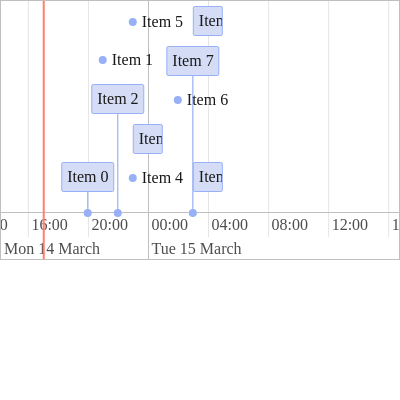 Item 5
Item 1
Item 7
Item 2
Item 6
Item 0
Item 4
16:00 20:00 00:00 04:00 08:00 12:00
Mon 14 March Tue 15 March